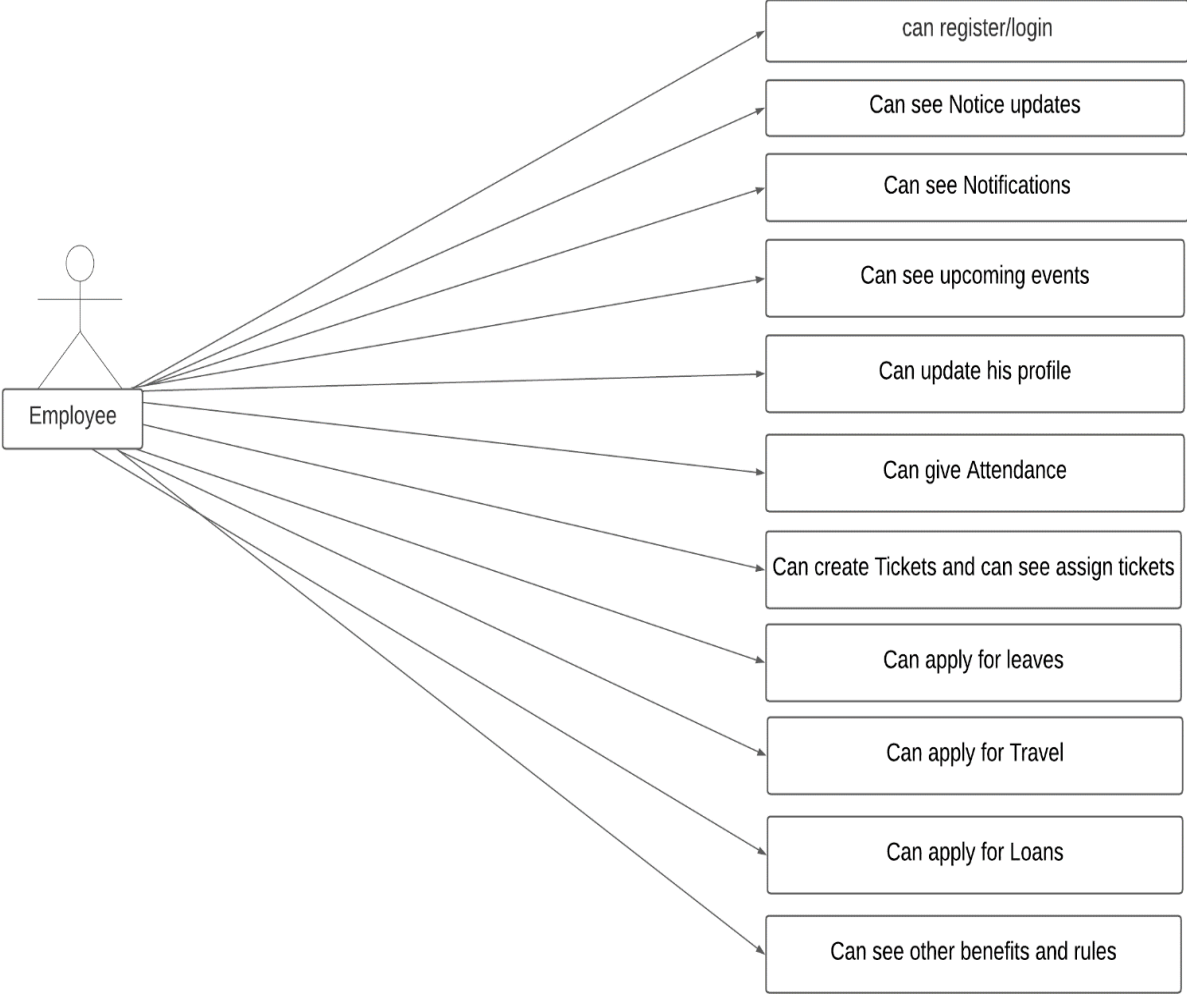 can register/login
Can see Notice updates
Can see Notifications
Can see upcoming events
Can update his profile
Employee
Can give Attendance
Can create Tickets and can see assign tickets
Can apply for leaves
Can apply for Travel
Can apply for Loans
Can see other benefits and rules